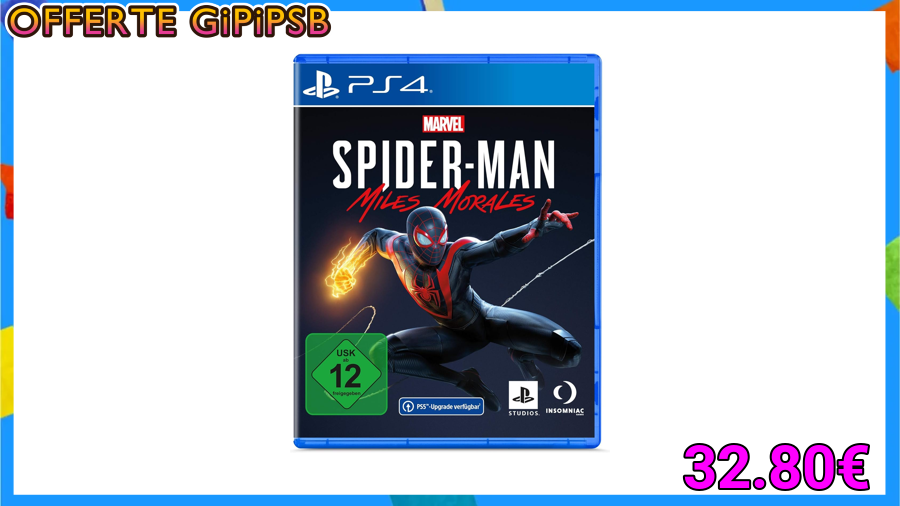 OFFERTE GiPiPSB
PS4
MARVEL
SPIDER-MAN
MILES MORALES
USK
ab
12
freigegeben
PS5™-Upgrade verfügbar
STUDIOS
INSOMNIAC
32.80€